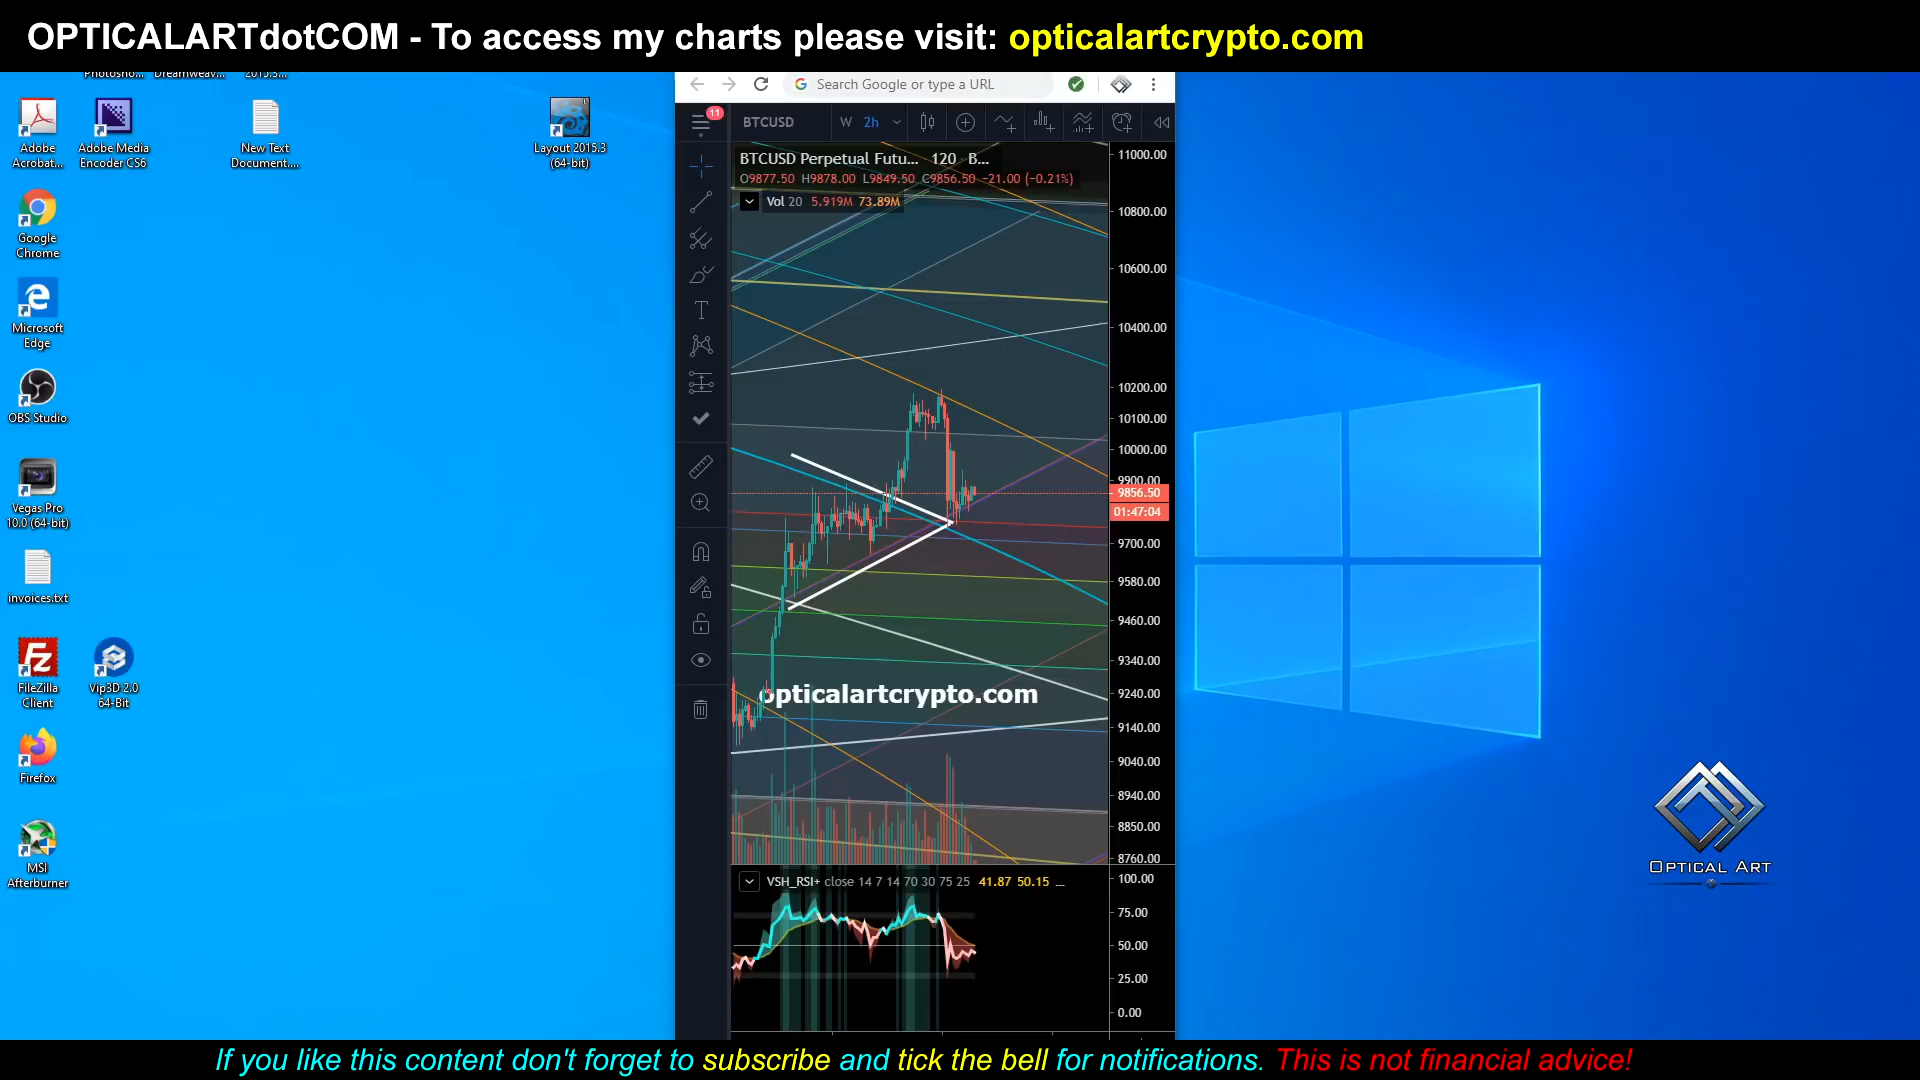 OPTICALARTdotCOM - To access my charts please visit: opticalartcrypto.com
Photosho... Dreamweav... 2015.3...
Adobe Acrobat...
Adobe Media Encoder CS6
New Text Document....
Layout 2015.3 (64-bit)
Google Chrome
Microsoft Edge
OBS Studio
Vegas Pro 10.0 (64-bit)
invoices.txt
FileZilla Client
Vip3D 2.0 64-Bit
Firefox
MSI Afterburner
Search Google or type a URL
11
BTCUSD W 2h
BTCUSD Perpetual Futu... 120 B...
O9877.50 H9878.00 L9849.50 C9856.50 −21.00 (−0.21%)
Vol 20 5.919M 73.89M
11000.00
10800.00
10600.00
10400.00
10200.00
10100.00
10000.00
9900.00
9856.50
01:47:04
9700.00
9580.00
9460.00
9340.00
9240.00
9140.00
9040.00
8940.00
8850.00
8760.00
opticalartcrypto.com
VSH_RSI+ close 14 7 14 70 30 75 25 41.87 50.15 ...
100.00
75.00
50.00
25.00
0.00
OPTICAL ART
If you like this content don't forget to subscribe and tick the bell for notifications. This is not financial advice!